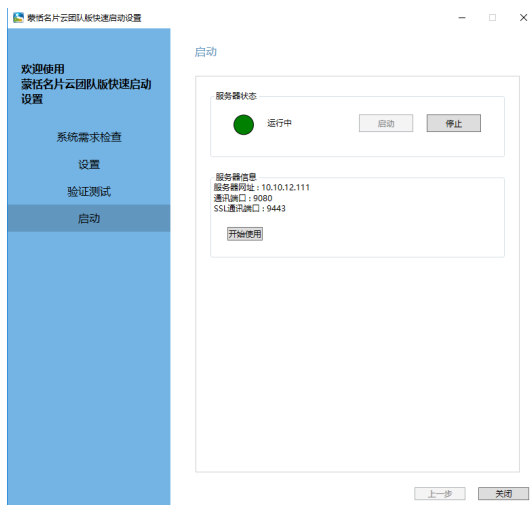 蒙恬名片云团队版快速启动设置
欢迎使用
蒙恬名片云团队版快速启动
设置
系统需求检查
设置
验证测试
启动
启动
服务器状态
运行中
启动
停止
服务器信息
服务器网址 : 10.10.12.111
通讯端口 : 9080
SSL通讯端口 : 9443
开始使用
上一步
关闭